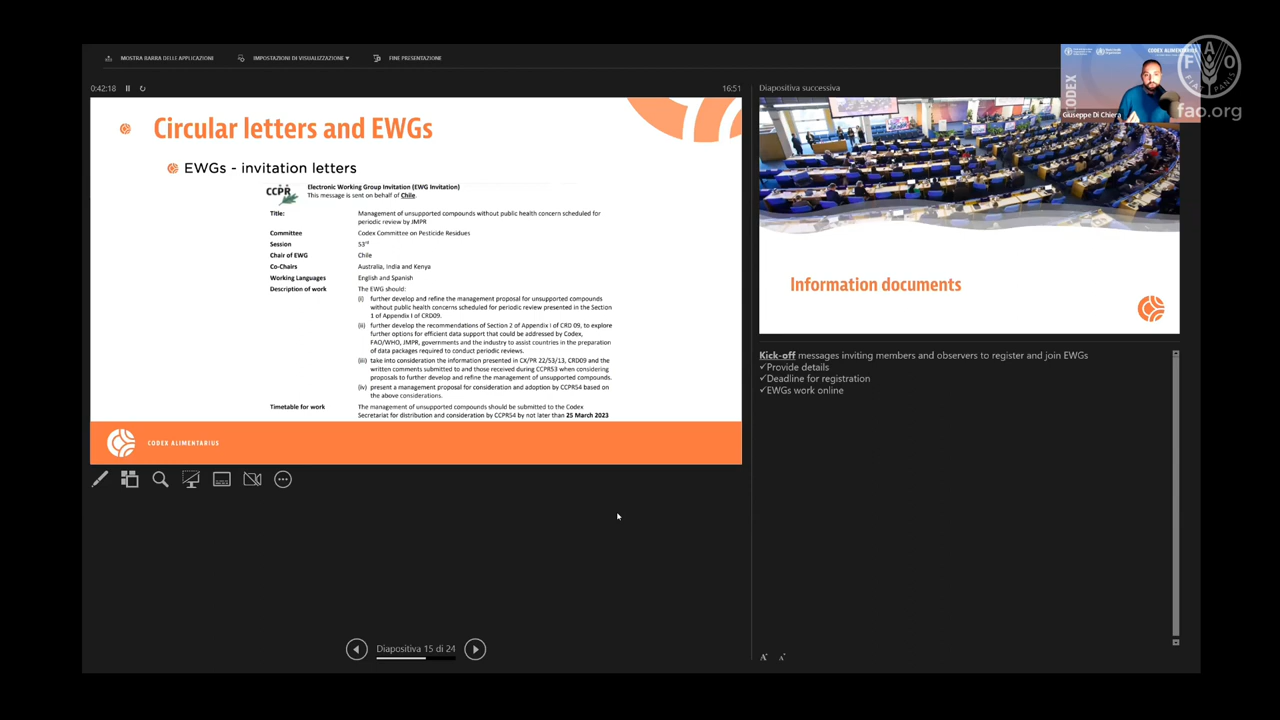 MOSTRA BARRA DELLE APPLICAZIONI
IMPOSTAZIONI DI VISUALIZZAZIONE ▼
FINE PRESENTAZIONE
0:42:18
16:51
Circular letters and EWGs
EWGs - invitation letters
CCPR
Electronic Working Group Invitation (EWG Invitation)
This message is sent on behalf of Chile.
Title: Management of unsupported compounds without public health concern scheduled for
periodic review by JMPR
Committee Codex Committee on Pesticide Residues
Session 53rd
Chair of EWG Chile
Co-Chairs Australia, India and Kenya
Working Languages English and Spanish
Description of work The EWG should:
(i) further develop and refine the management proposal for unsupported compounds
without public health concerns scheduled for periodic review presented in the Section
1 of Appendix I of CRD09.
(ii) further develop the recommendations of Section 2 of Appendix I of CRD 09, to explore
further options for efficient data support that could be addressed by Codex,
FAO/WHO, JMPR, governments and the industry to assist countries in the preparation
of data packages required to conduct periodic reviews.
(iii) take into consideration the information presented in CX/PR 22/53/13, CRD09 and the
written comments submitted to and those received during CCPR53 when considering
proposals to further develop and refine the management of unsupported compounds.
(iv) present a management proposal for consideration and adoption by CCPR54 based on
the above considerations.
Timetable for work The management of unsupported compounds should be submitted to the Codex
Secretariat for distribution and consideration by CCPR54 by not later than 25 March 2023
CODEX ALIMENTARIUS
Diapositiva 15 di 24
Diapositiva successiva
CODEX
Giuseppe Di Chiera
FAO
FIAT PANIS
fao.org
Information documents
Kick-off messages inviting members and observers to register and join EWGs
✓Provide details
✓Deadline for registration
✓EWGs work online